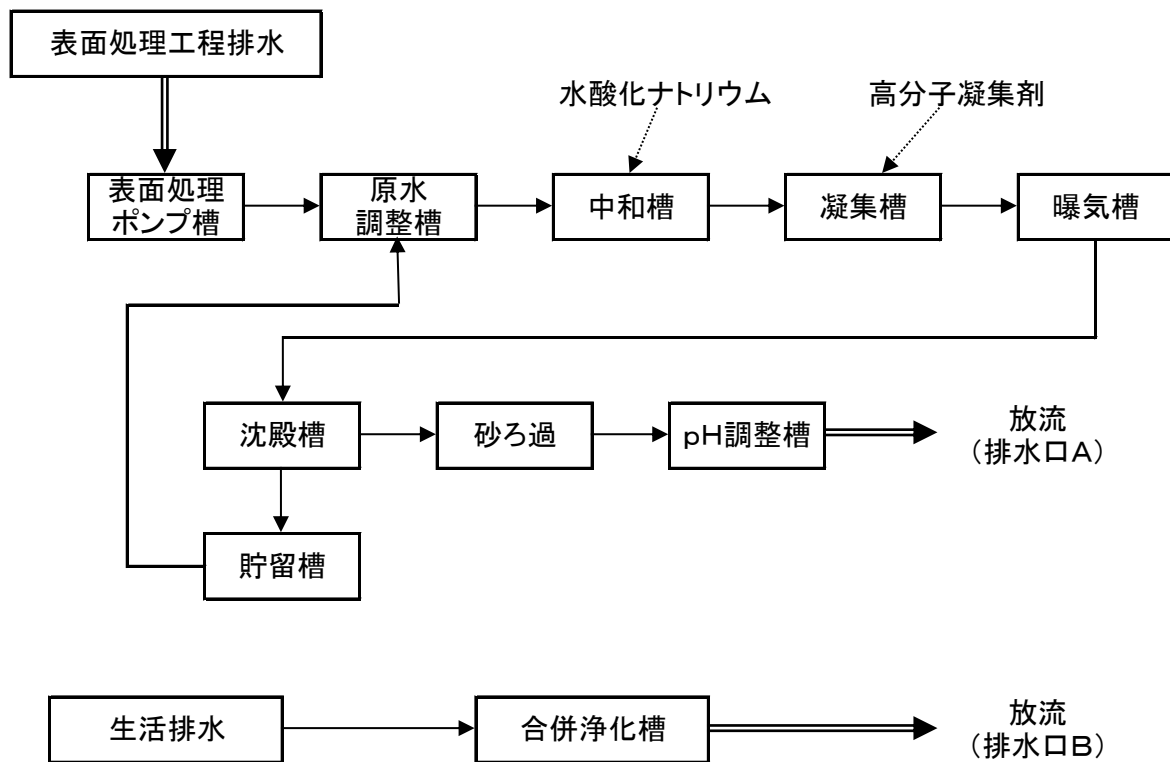 表面処理工程排水
水酸化ナトリウム
高分子凝集剤
表面処理
ポンプ槽
原水
調整槽
中和槽
凝集槽
曝気槽
沈殿槽
砂ろ過
pH調整槽
放流
（排水口A）
貯留槽
生活排水
合併浄化槽
放流
（排水口B）